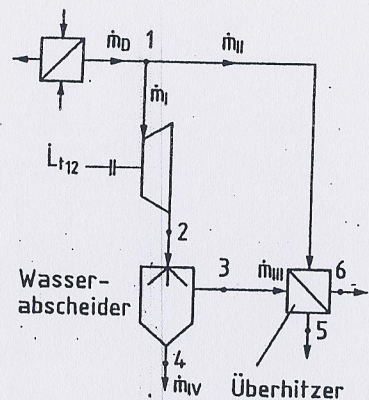 1
ṁD
ṁII
ṁI
Lt12
2
Wasser-
abscheider
3
ṁIII
6
5
4
ṁIV
Überhitzer